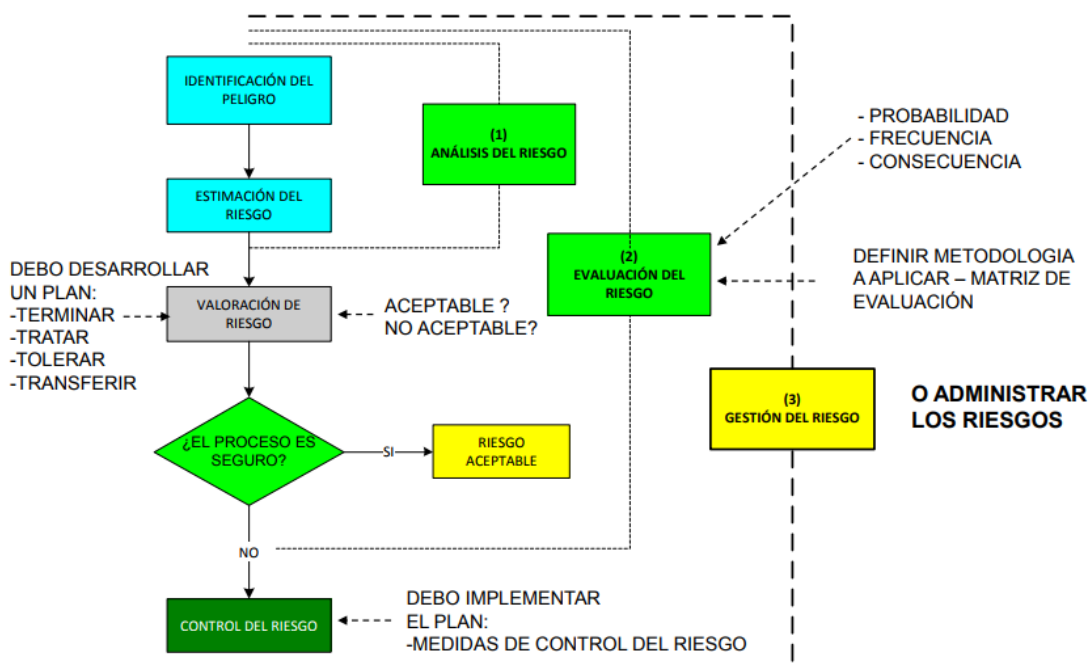 IDENTIFICACIÓN DEL
PELIGRO
(1)
ANÁLISIS DEL RIESGO
- PROBABILIDAD
- FRECUENCIA
- CONSECUENCIA
ESTIMACIÓN DEL
RIESGO
(2)
EVALUACIÓN DEL
RIESGO
DEFINIR METODOLOGIA
A APLICAR – MATRIZ DE
EVALUACIÓN
DEBO DESARROLLAR
UN PLAN:
-TERMINAR
-TRATAR
-TOLERAR
-TRANSFERIR
VALORACIÓN DE
RIESGO
ACEPTABLE ?
NO ACEPTABLE?
(3)
GESTIÓN DEL RIESGO
O ADMINISTRAR
LOS RIESGOS
¿EL PROCESO ES
SEGURO?
SI
RIESGO
ACEPTABLE
NO
CONTROL DEL RIESGO
DEBO IMPLEMENTAR
EL PLAN:
-MEDIDAS DE CONTROL DEL RIESGO